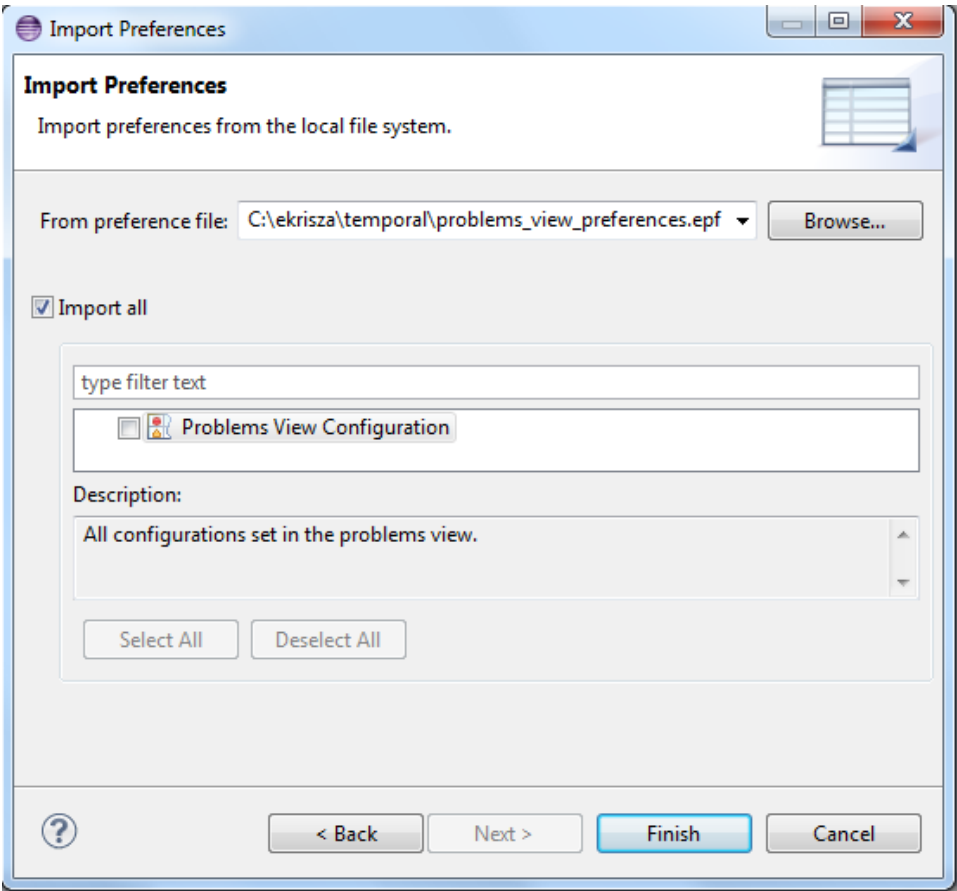 Import Preferences
Import Preferences
Import preferences from the local file system.
From preference file: C:\ekrisza\temporal\problems_view_preferences.epf Browse...
Import all
type filter text
Problems View Configuration
Description:
All configurations set in the problems view.
Select All Deselect All
? < Back Next > Finish Cancel